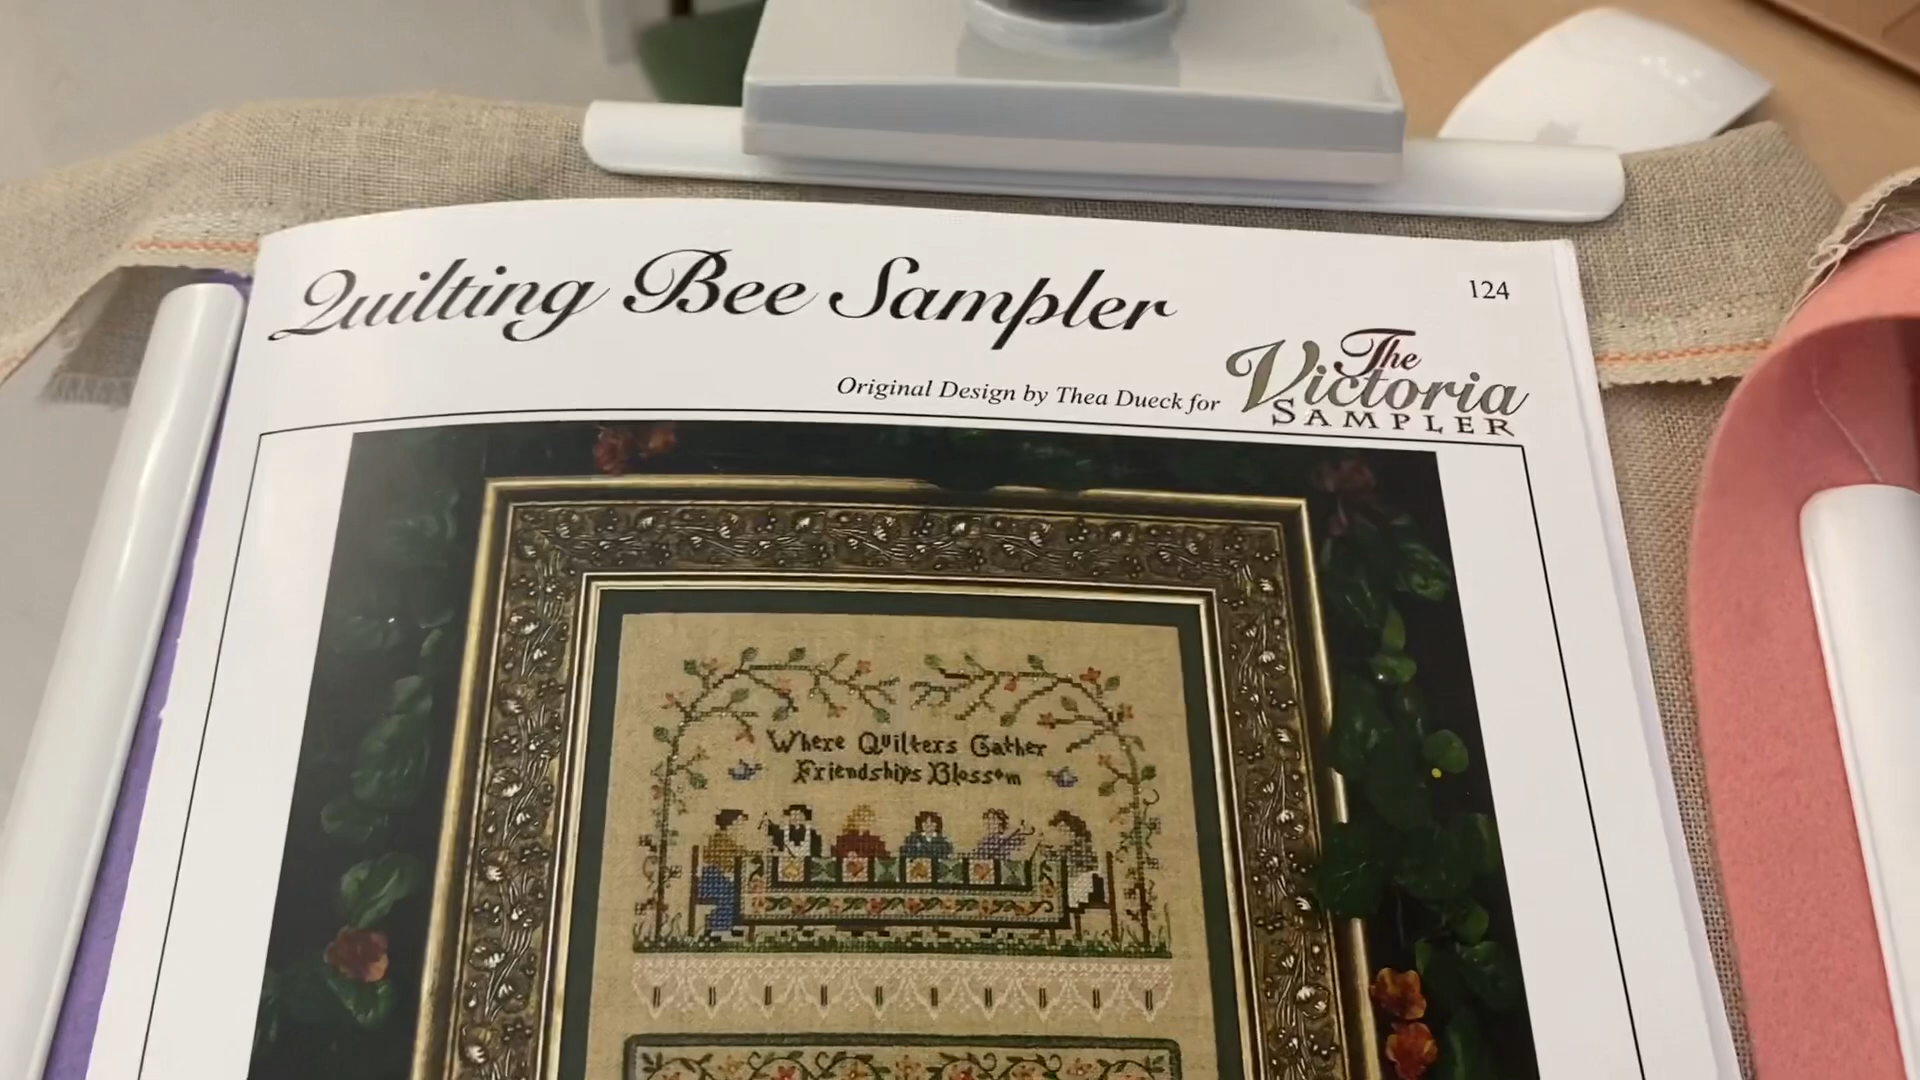 Quilting Bee Sampler
124
Original Design by Thea Dueck for
The
Victoria
SAMPLER
Where Quilters Gather
Friendships Blossom